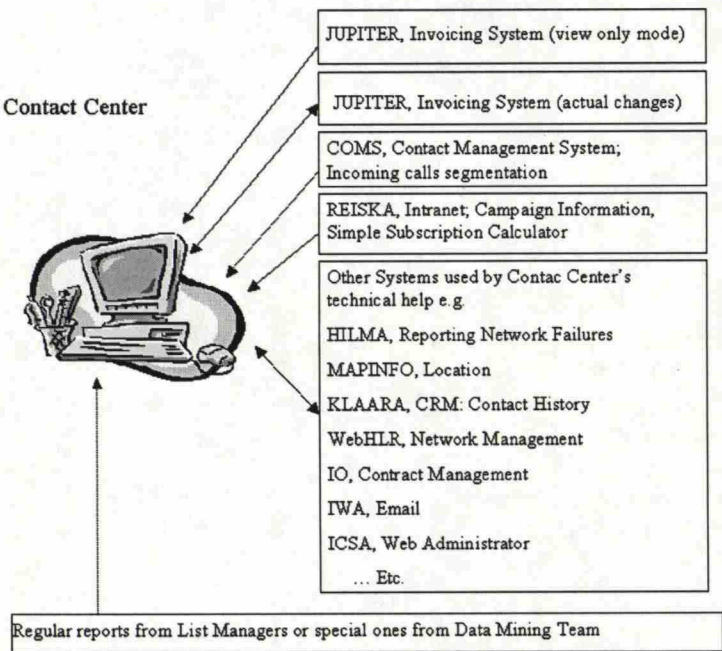 JUPITER, Invoicing System (view only mode)
Contact Center
JUPITER, Invoicing System (actual changes)
COMS, Contact Management System;
Incoming calls segmentation
REISKA, Intranet; Campaign Information,
Simple Subscription Calculator
Other Systems used by Contac Center's
technical help e.g.
HILMA, Reporting Network Failures
MAPINFO, Location
KLAARA, CRM: Contact History
WebHLR, Network Management
IO, Contract Management
IWA, Email
ICSA, Web Administrator
... Etc.
Regular reports from List Managers or special ones from Data Mining Team